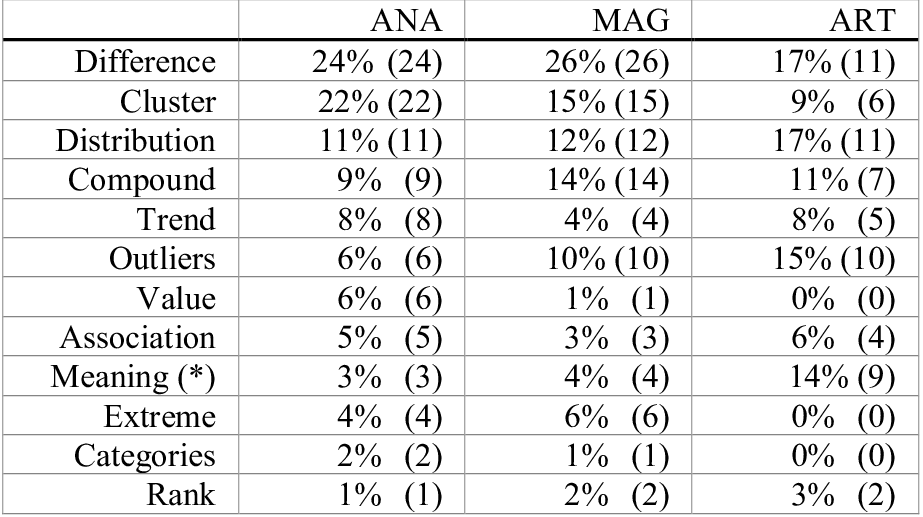 ANA MAG ART
Difference 24% (24) 26% (26) 17% (11)
Cluster 22% (22) 15% (15) 9% (6)
Distribution 11% (11) 12% (12) 17% (11)
Compound 9% (9) 14% (14) 11% (7)
Trend 8% (8) 4% (4) 8% (5)
Outliers 6% (6) 10% (10) 15% (10)
Value 6% (6) 1% (1) 0% (0)
Association 5% (5) 3% (3) 6% (4)
Meaning (*) 3% (3) 4% (4) 14% (9)
Extreme 4% (4) 6% (6) 0% (0)
Categories 2% (2) 1% (1) 0% (0)
Rank 1% (1) 2% (2) 3% (2)